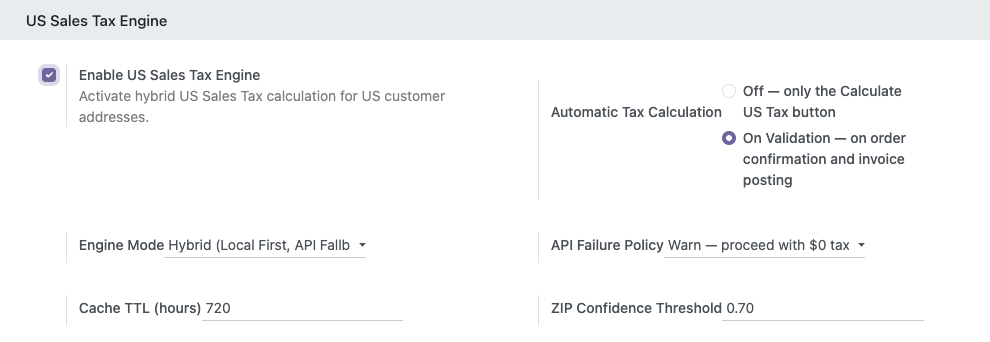 US Sales Tax Engine
Enable US Sales Tax Engine
Activate hybrid US Sales Tax calculation for US customer
addresses.
Automatic Tax Calculation
Off — only the Calculate
US Tax button
On Validation — on order
confirmation and invoice
posting
Engine Mode Hybrid (Local First, API Fallb
API Failure Policy Warn — proceed with $0 tax
Cache TTL (hours) 720
ZIP Confidence Threshold 0.70